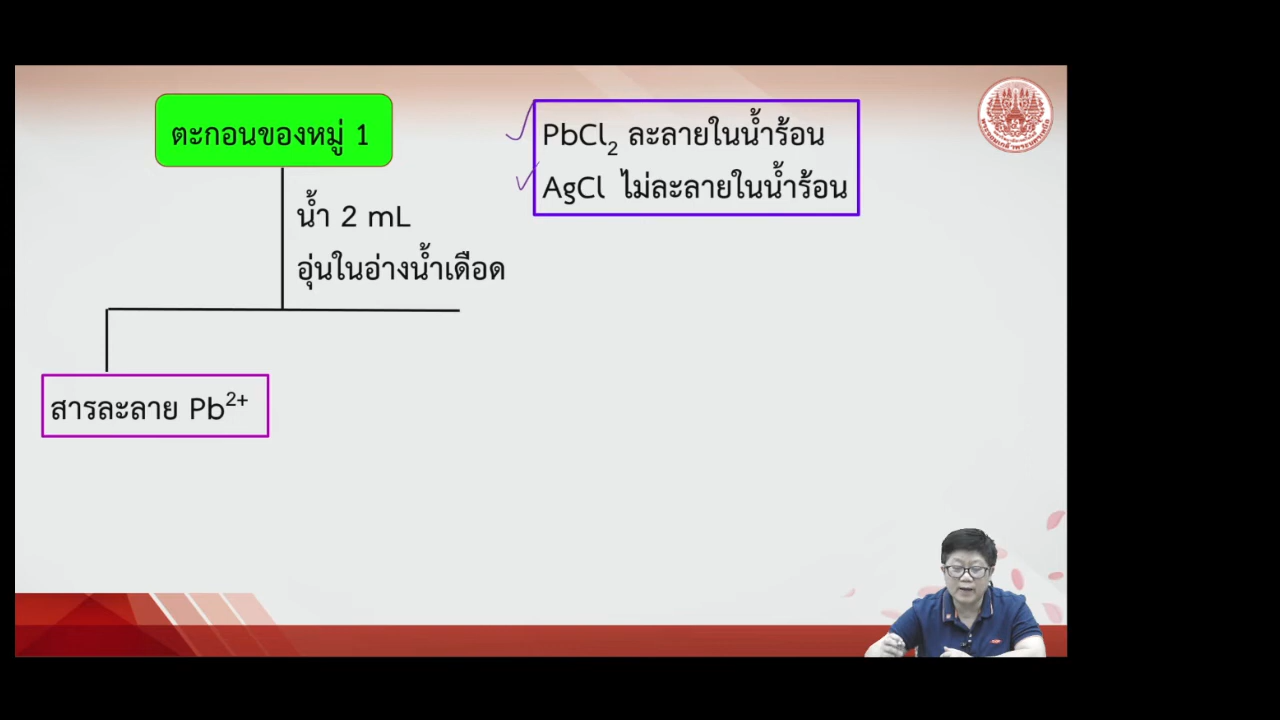 ตะกอนของหมู่ 1
PbCl₂ ละลายในน้ำร้อน
AgCl ไม่ละลายในน้ำร้อน
น้ำ 2 mL
อุ่นในอ่างน้ำเดือด
สารละลาย Pb²⁺